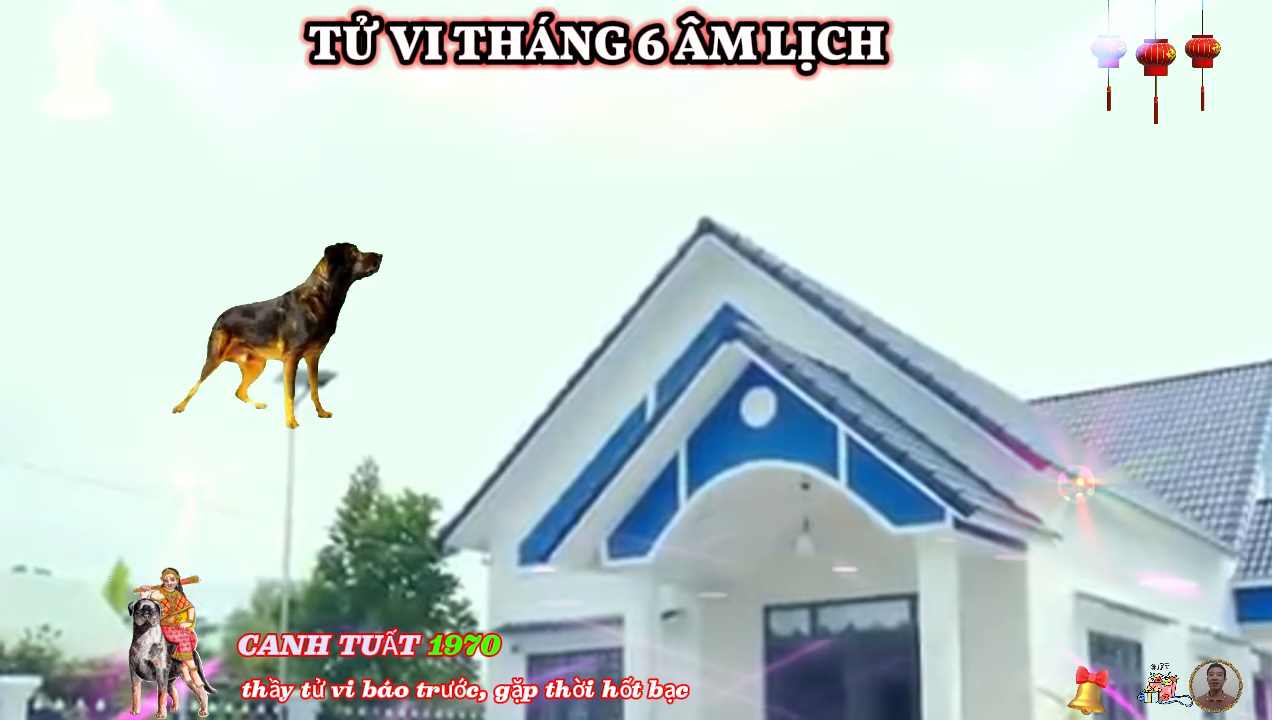 TỬ VI THÁNG 6 ÂM LỊCH
CANH TUẤT 1970
thầy tử vi báo trước, gặp thời hốt bạc